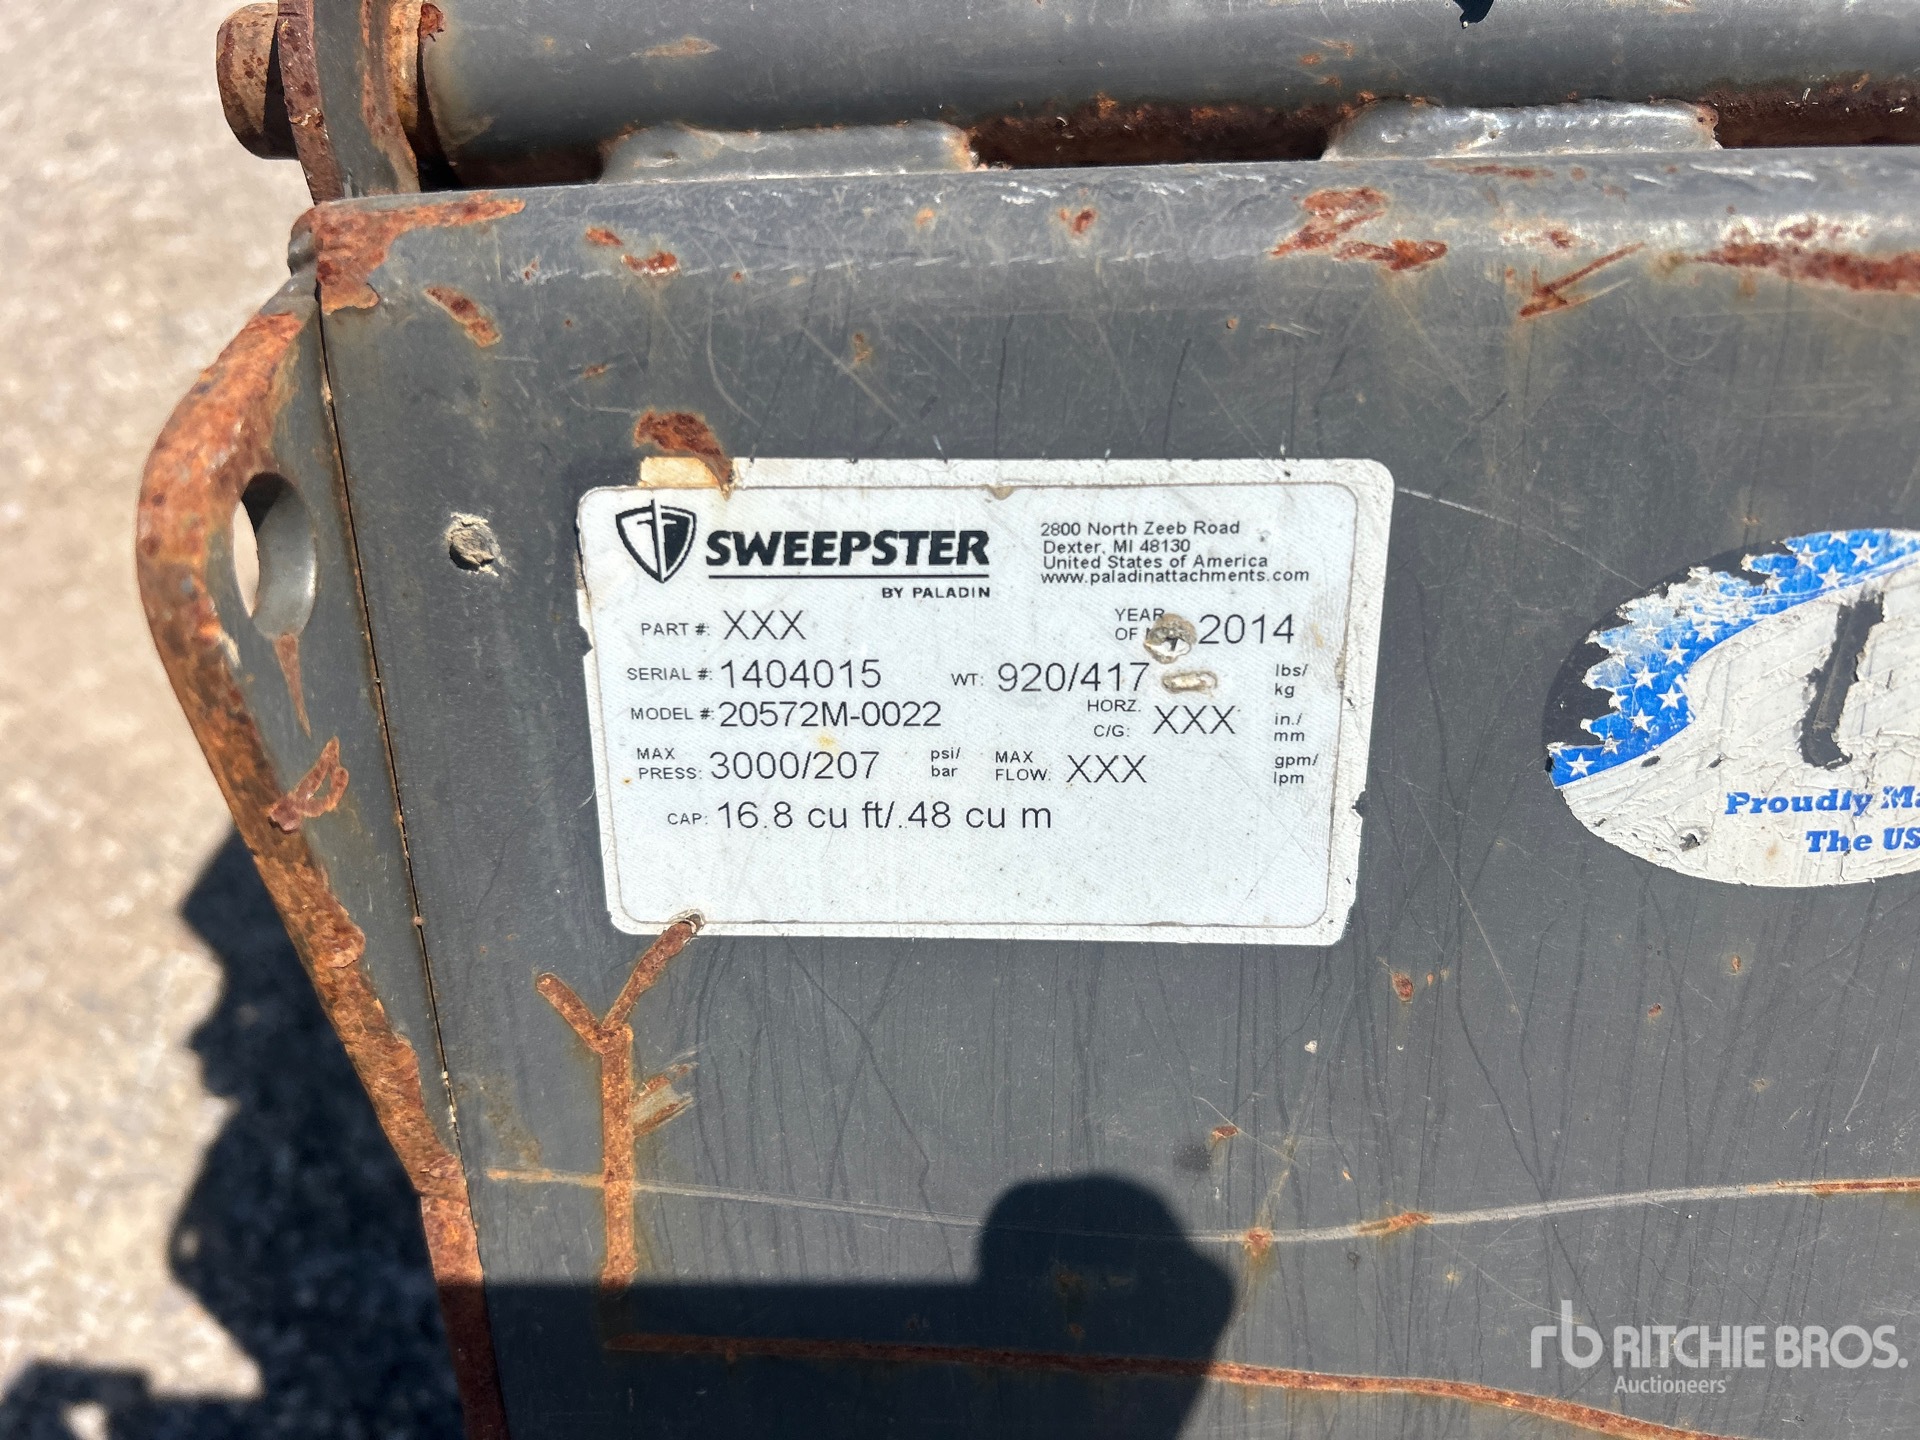 SWEEPSTER
BY PALADIN
2800 North Zeeb Road
Dexter, MI 48130
United States of America
www.paladinattachments.com
PART #: XXX
YEAR OF 2014
SERIAL #: 1404015
WT: 920/417 lbs/ kg
MODEL #: 20572M-0022
HORZ. C/G: XXX in./ mm
MAX PRESS: 3000/207 psi/ bar
MAX FLOW: XXX gpm/ lpm
CAP: 16.8 cu ft/.48 cu m
Proudly Ma
The US
rb RITCHIE BROS.
Auctioneers